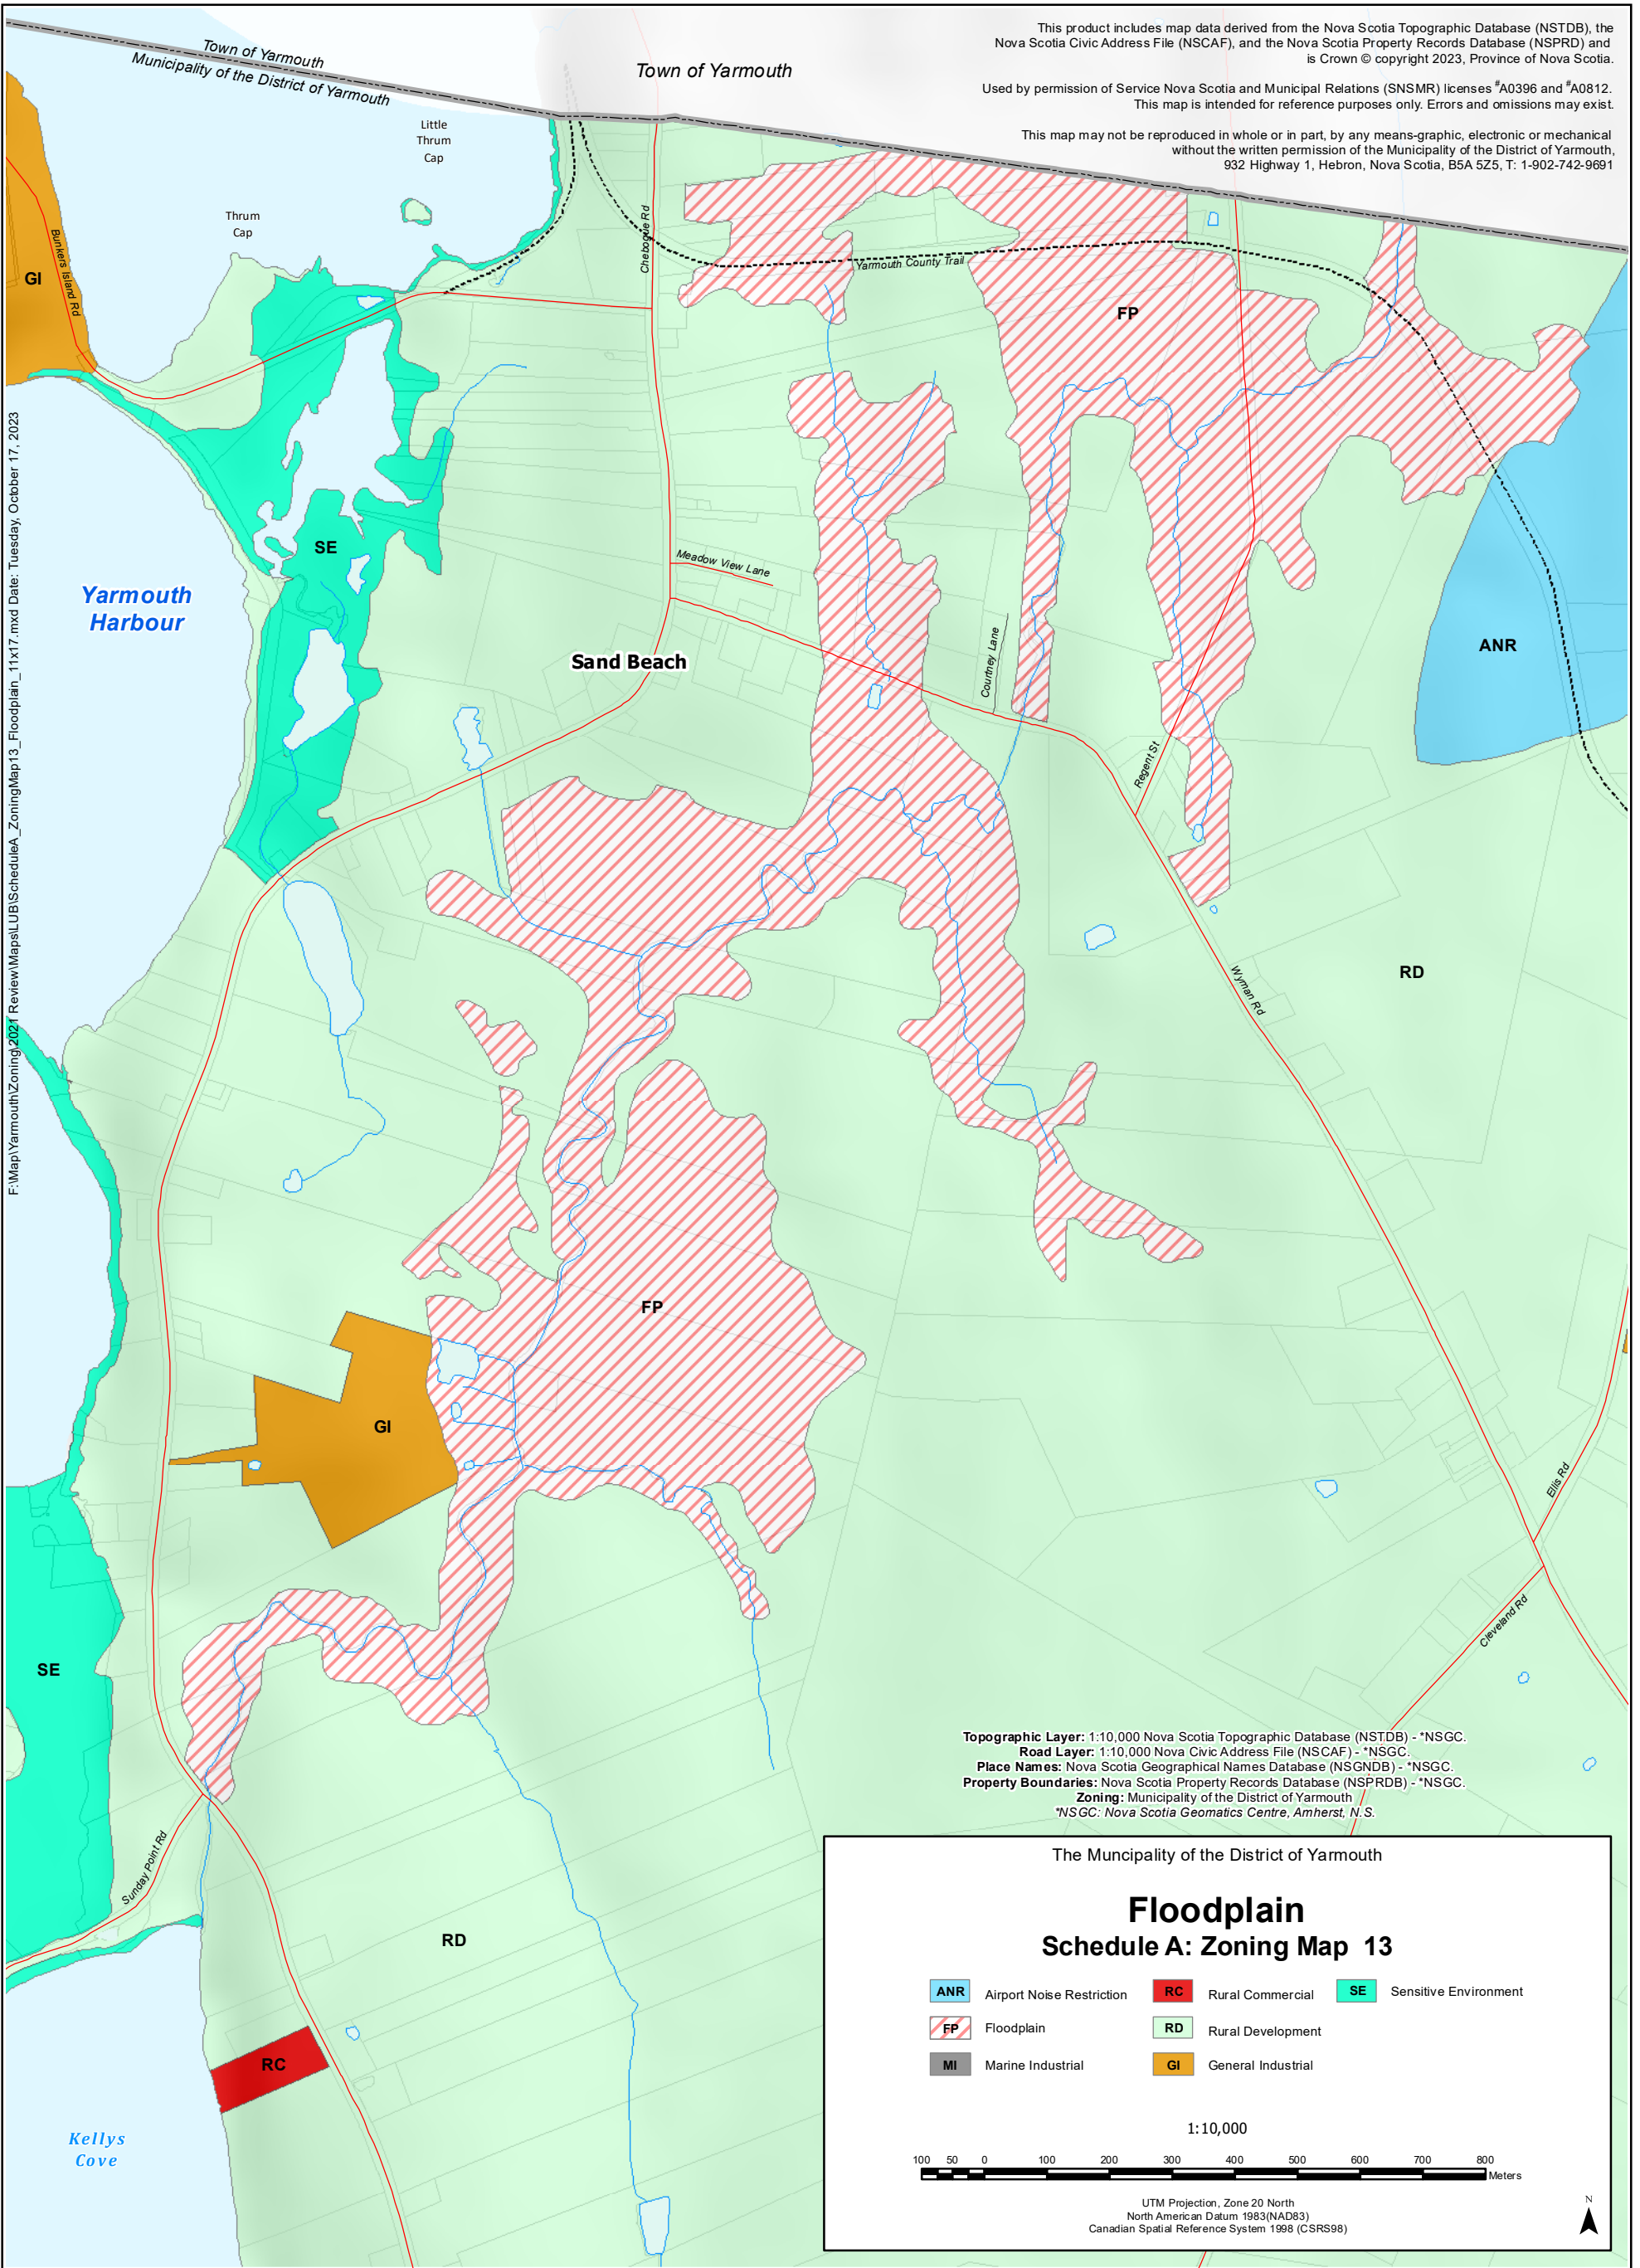 This product includes map data derived from the Nova Scotia Topographic Database (NSTDB), the
Nova Scotia Civic Address File (NSCAF), and the Nova Scotia Property Records Database (NSPRD) and
is Crown © copyright 2023, Province of Nova Scotia.
Used by permission of Service Nova Scotia and Municipal Relations (SNSMR) licenses #A0396 and #A0812.
This map is intended for reference purposes only. Errors and omissions may exist.
This map may not be reproduced in whole or in part, by any means-graphic, electronic or mechanical
without the written permission of the Municipality of the District of Yarmouth,
932 Highway 1, Hebron, Nova Scotia, B5A 5Z5, T: 1-902-742-9691
Town of Yarmouth
Municipality of the District of Yarmouth
Town of Yarmouth
Little
Thrum
Cap
Thrum
Cap
GI
Bunkers Island Rd
Chebogue Rd
Yarmouth County Trail
FP
SE
Yarmouth
Harbour
Meadow View Lane
Sand Beach
Courtney Lane
ANR
Regent St
RD
Wyman Rd
F:\Map\Yarmouth\Zoning\2021 Review\Maps\LUB\ScheduleA_ZoningMap13_Floodplain_11x17.mxd Date: Tuesday, October 17, 2023
FP
GI
Ellis Rd
Cleveland Rd
SE
Sunday Point Rd
RD
RC
Kellys
Cove
Topographic Layer: 1:10,000 Nova Scotia Topographic Database (NSTDB) - *NSGC.
Road Layer: 1:10,000 Nova Civic Address File (NSCAF) - *NSGC.
Place Names: Nova Scotia Geographical Names Database (NSGNDB) - *NSGC.
Property Boundaries: Nova Scotia Property Records Database (NSPRDB) - *NSGC.
Zoning: Municipality of the District of Yarmouth
*NSGC: Nova Scotia Geomatics Centre, Amherst, N.S.
The Muncipality of the District of Yarmouth
Floodplain
Schedule A: Zoning Map 13
ANR Airport Noise Restriction
RC Rural Commercial
SE Sensitive Environment
FP Floodplain
RD Rural Development
MI Marine Industrial
GI General Industrial
1:10,000
100 50 0 100 200 300 400 500 600 700 800
Meters
UTM Projection, Zone 20 North
North American Datum 1983(NAD83)
Canadian Spatial Reference System 1998 (CSRS98)
N